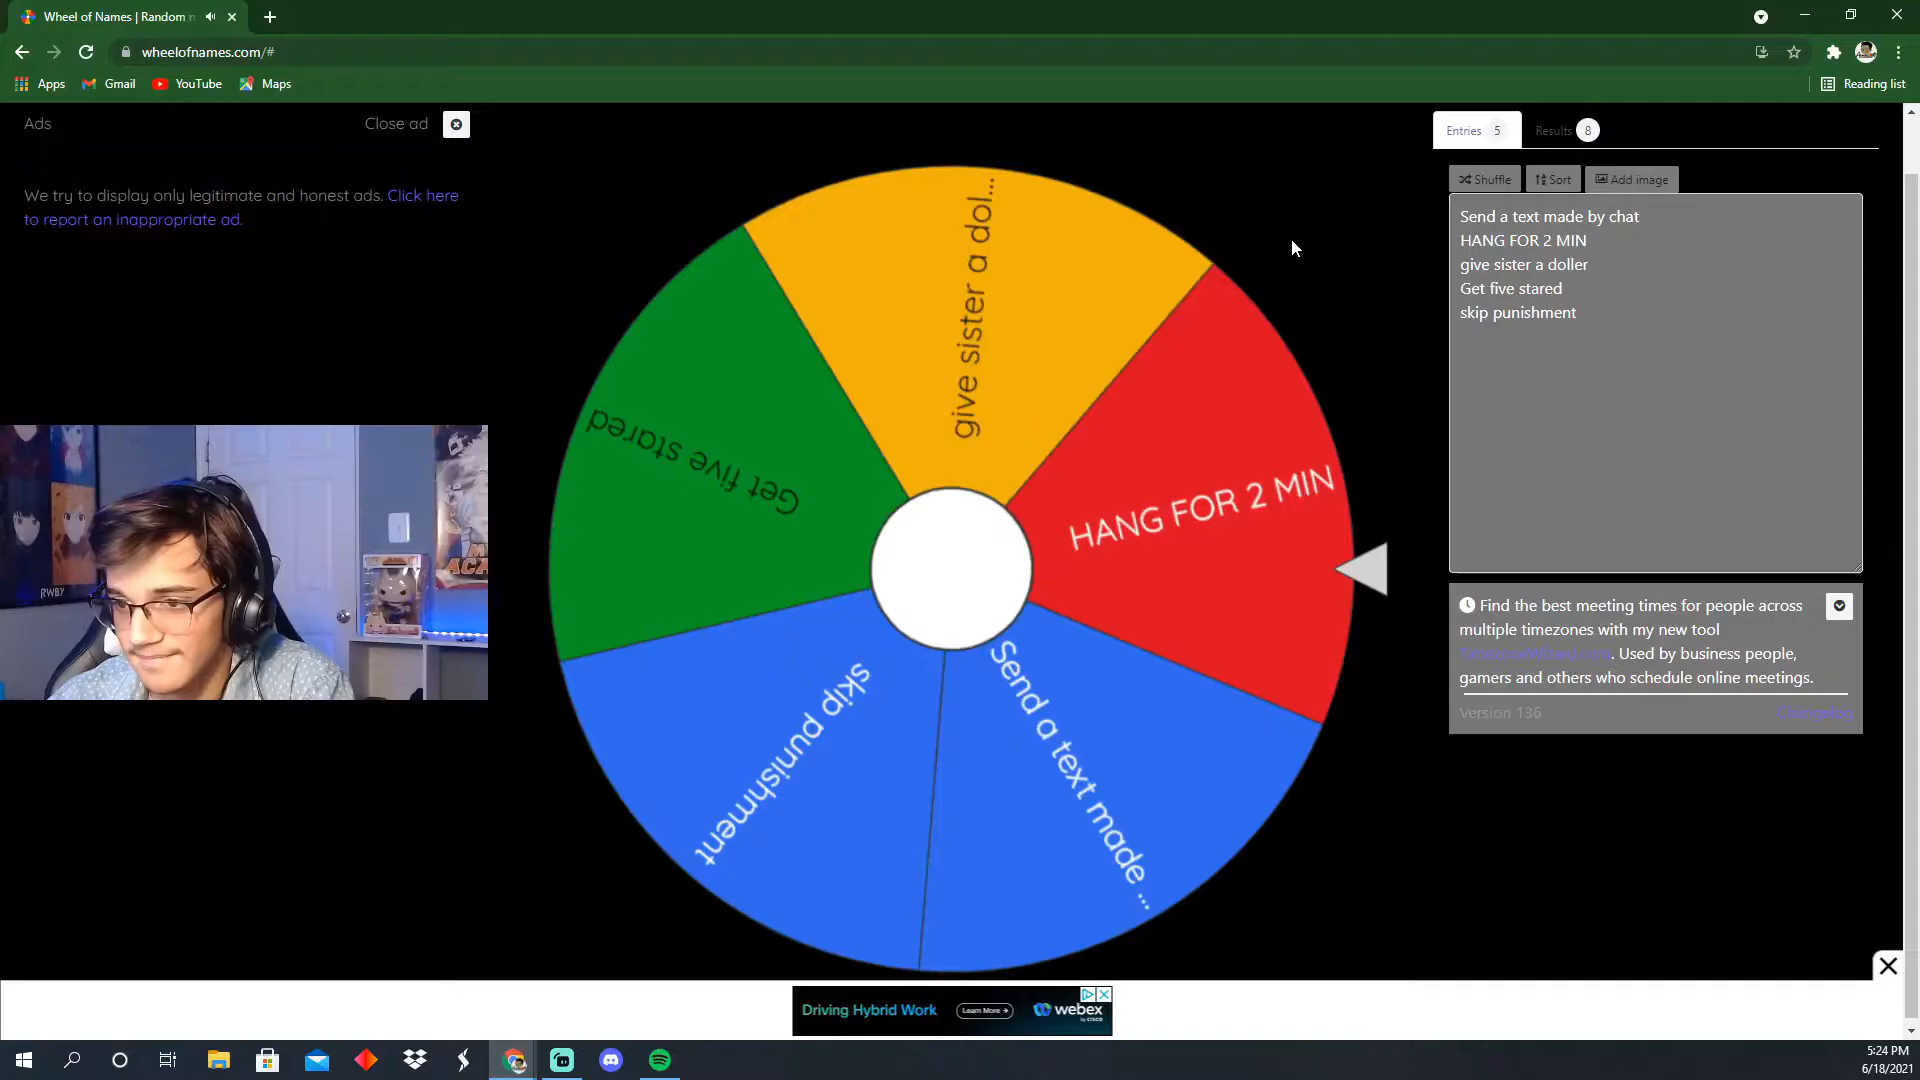 Wheel of Names | Random n
wheelofnames.com/#
Apps
Gmail
YouTube
Maps
Reading list
Ads
Close ad
We try to display only legitimate and honest ads. Click here
to report an inappropriate ad.
Entries 5
Results 8
Shuffle
Sort
Add image
Send a text made by chat
HANG FOR 2 MIN
give sister a doller
Get five stared
skip punishment
give sister a dol...
HANG FOR 2 MIN
Get five stared
skip punishment
Send a text made ...
RWBY
Find the best meeting times for people across
multiple timezones with my new tool
. Used by business people,
gamers and others who schedule online meetings.
Version 136
Changelog
Driving Hybrid Work
Learn More
webex
by CISCO
5:24 PM
6/18/2021